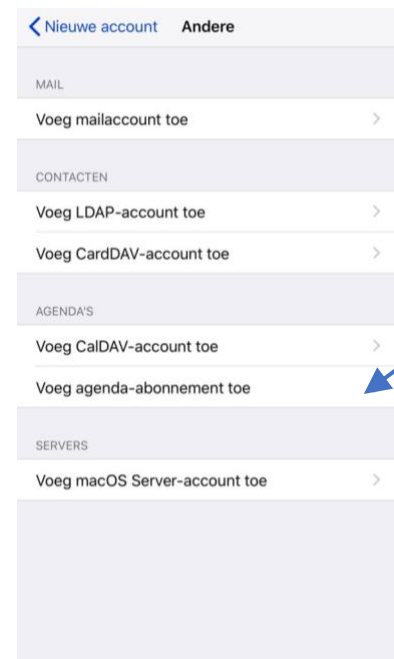 Nieuwe account Andere
MAIL
Voeg mailaccount toe
CONTACTEN
Voeg LDAP-account toe
Voeg CardDAV-account toe
AGENDA'S
Voeg CalDAV-account toe
Voeg agenda-abonnement toe
SERVERS
Voeg macOS Server-account toe